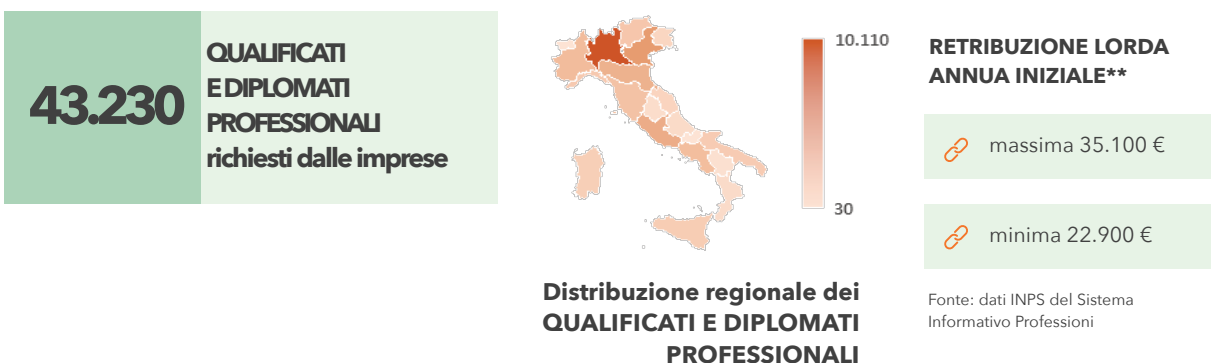 43.230
QUALIFICATI
E DIPLOMATI
PROFESSIONALI
richiesti dalle imprese
10.110
30
Distribuzione regionale dei
QUALIFICATI E DIPLOMATI
PROFESSIONALI
RETRIBUZIONE LORDA
ANNUA INIZIALE**
massima 35.100 €
minima 22.900 €
Fonte: dati INPS del Sistema
Informativo Professioni